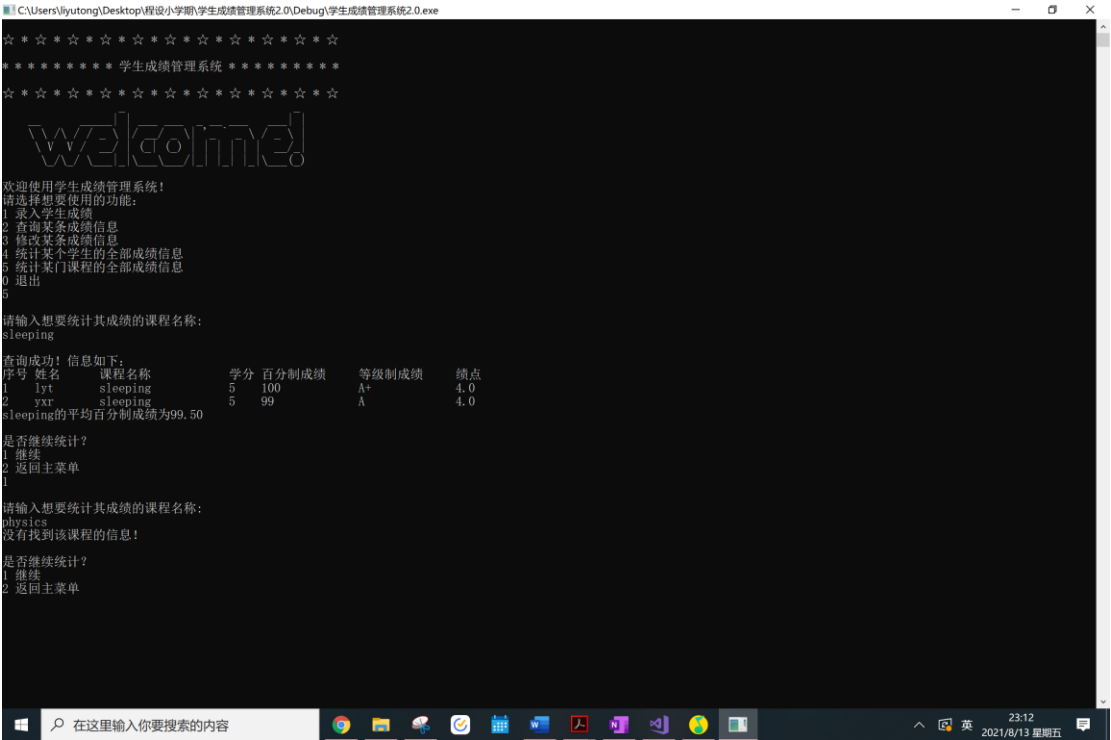 C:\Users\liyutong\Desktop\程设小学期\学生成绩管理系统2.0\Debug\学生成绩管理系统2.0.exe
☆ * ☆ * ☆ * ☆ * ☆ * ☆ * ☆ * ☆ * ☆ * ☆ * ☆
* * * * * * * * * 学生成绩管理系统 * * * * * * * * *
☆ * ☆ * ☆ * ☆ * ☆ * ☆ * ☆ * ☆ * ☆ * ☆ * ☆
welcome!
欢迎使用学生成绩管理系统！
请选择想要使用的功能：
1 录入学生成绩
2 查询某条成绩信息
3 修改某条成绩信息
4 统计某个学生的全部成绩信息
5 统计某门课程的全部成绩信息
0 退出
5
请输入想要统计其成绩的课程名称：
sleeping
查询成功！信息如下：
序号 姓名 课程名称 学分 百分制成绩 等级制成绩 绩点
1 lyt sleeping 5 100 A+ 4.0
2 yxr sleeping 5 99 A 4.0
sleeping的平均百分制成绩为99.50
是否继续统计？
1 继续
2 返回主菜单
1
请输入想要统计其成绩的课程名称：
physics
没有找到该课程的信息！
是否继续统计？
1 继续
2 返回主菜单
在这里输入你要搜索的内容
英
23:12
2021/8/13 星期五